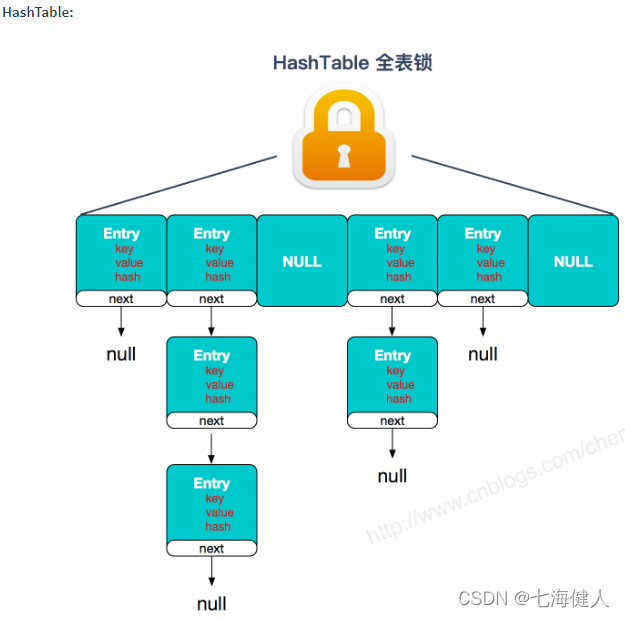 HashTable:
HashTable 全表锁
Entry
key
value
hash
next
Entry
key
value
hash
next
NULL
Entry
key
value
hash
next
Entry
key
value
hash
next
NULL
null
null
Entry
key
value
hash
next
Entry
key
value
hash
next
null
Entry
key
value
hash
next
null
http://www.cnblogs.com/cher
CSDN @七海健人